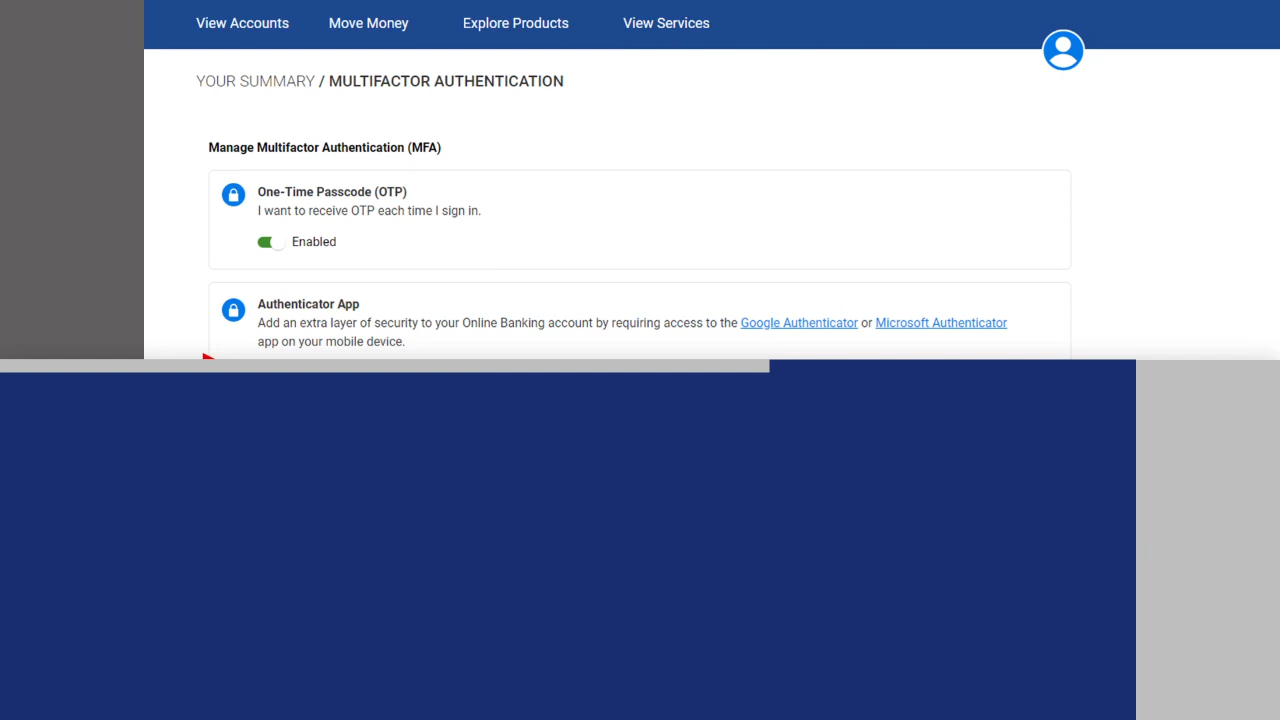 View Accounts Move Money Explore Products View Services
YOUR SUMMARY / MULTIFACTOR AUTHENTICATION
Manage Multifactor Authentication (MFA)
One-Time Passcode (OTP)
I want to receive OTP each time I sign in.
Enabled
Authenticator App
Add an extra layer of security to your Online Banking account by requiring access to the Google Authenticator or Microsoft Authenticator
app on your mobile device.